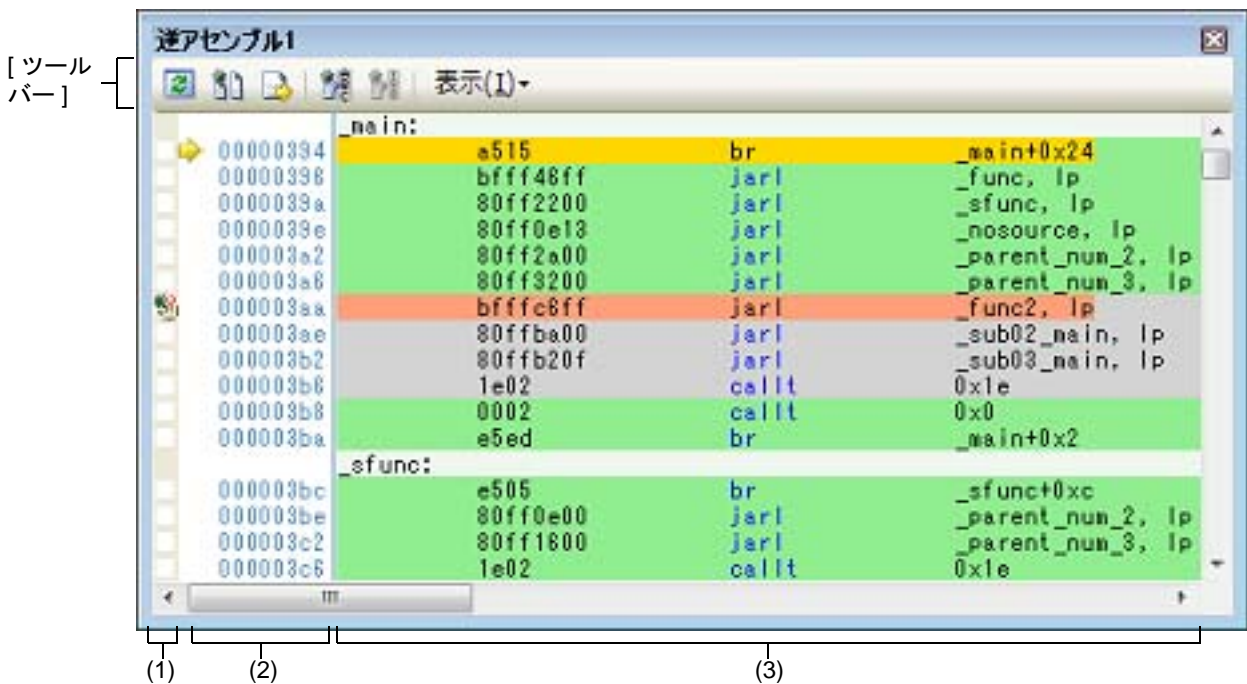 逆アセンブル1
[ ツール
バー ]
表示(I)
_main:
00000394 a515 br _main+0x24
00000396 bfff46ff jarl _func, lp
0000039a 80ff2200 jarl _sfunc, lp
0000039e 80ff0e13 jarl _nosource, lp
000003a2 80ff2a00 jarl _parent_num_2, lp
000003a6 80ff3200 jarl _parent_num_3, lp
000003aa bfffc6ff jarl _func2, lp
000003ae 80ffba00 jarl _sub02_main, lp
000003b2 80ffb20f jarl _sub03_main, lp
000003b6 1e02 callt 0x1e
000003b8 0002 callt 0x0
000003ba e5ed br _main+0x2
_sfunc:
000003bc e505 br _sfunc+0xc
000003be 80ff0e00 jarl _parent_num_2, lp
000003c2 80ff1600 jarl _parent_num_3, lp
000003c6 1e02 callt 0x1e
(1) (2) (3)